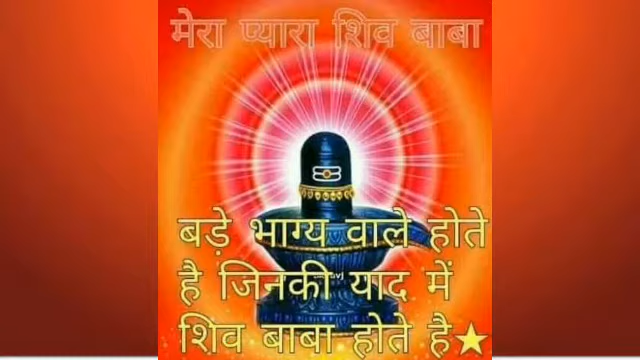 मेरा प्यारा शिव बाबा
बड़े भाग्य वाले होते
है जिनकी याद में
शिव बाबा होते है